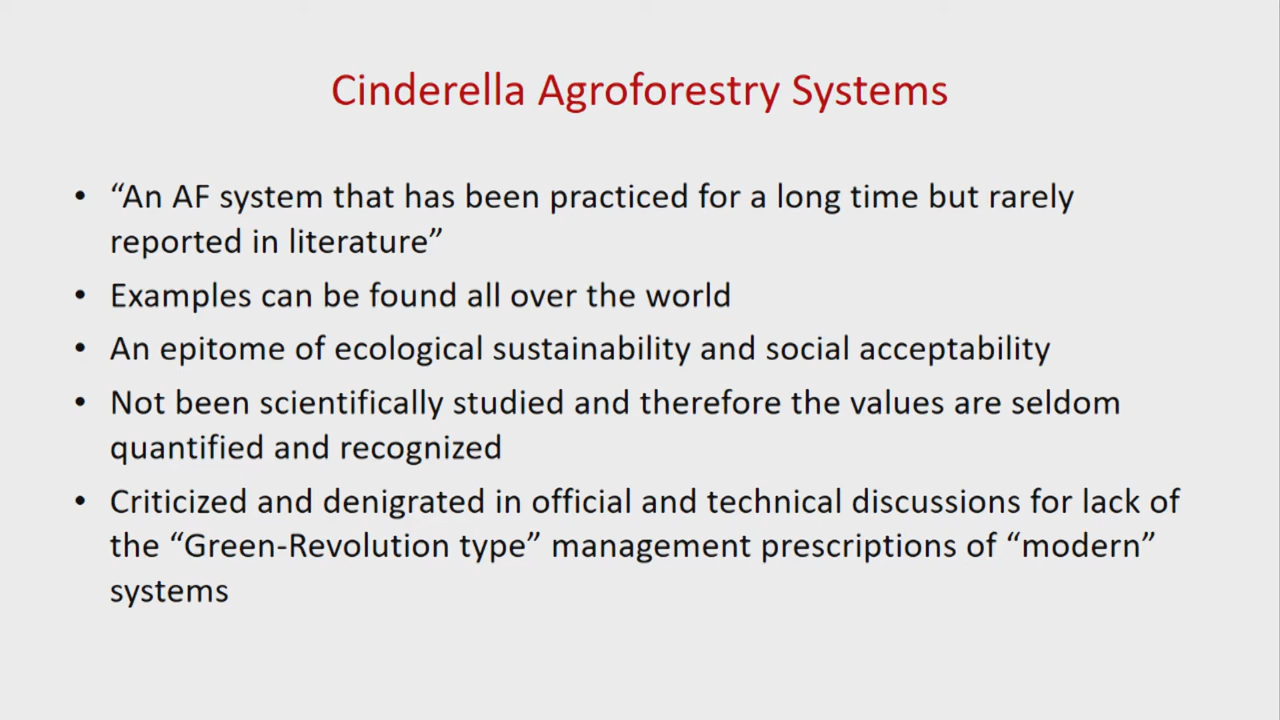 Cinderella Agroforestry Systems
• “An AF system that has been practiced for a long time but rarely
reported in literature”
• Examples can be found all over the world
• An epitome of ecological sustainability and social acceptability
• Not been scientifically studied and therefore the values are seldom
quantified and recognized
• Criticized and denigrated in official and technical discussions for lack of
the “Green-Revolution type” management prescriptions of “modern”
systems